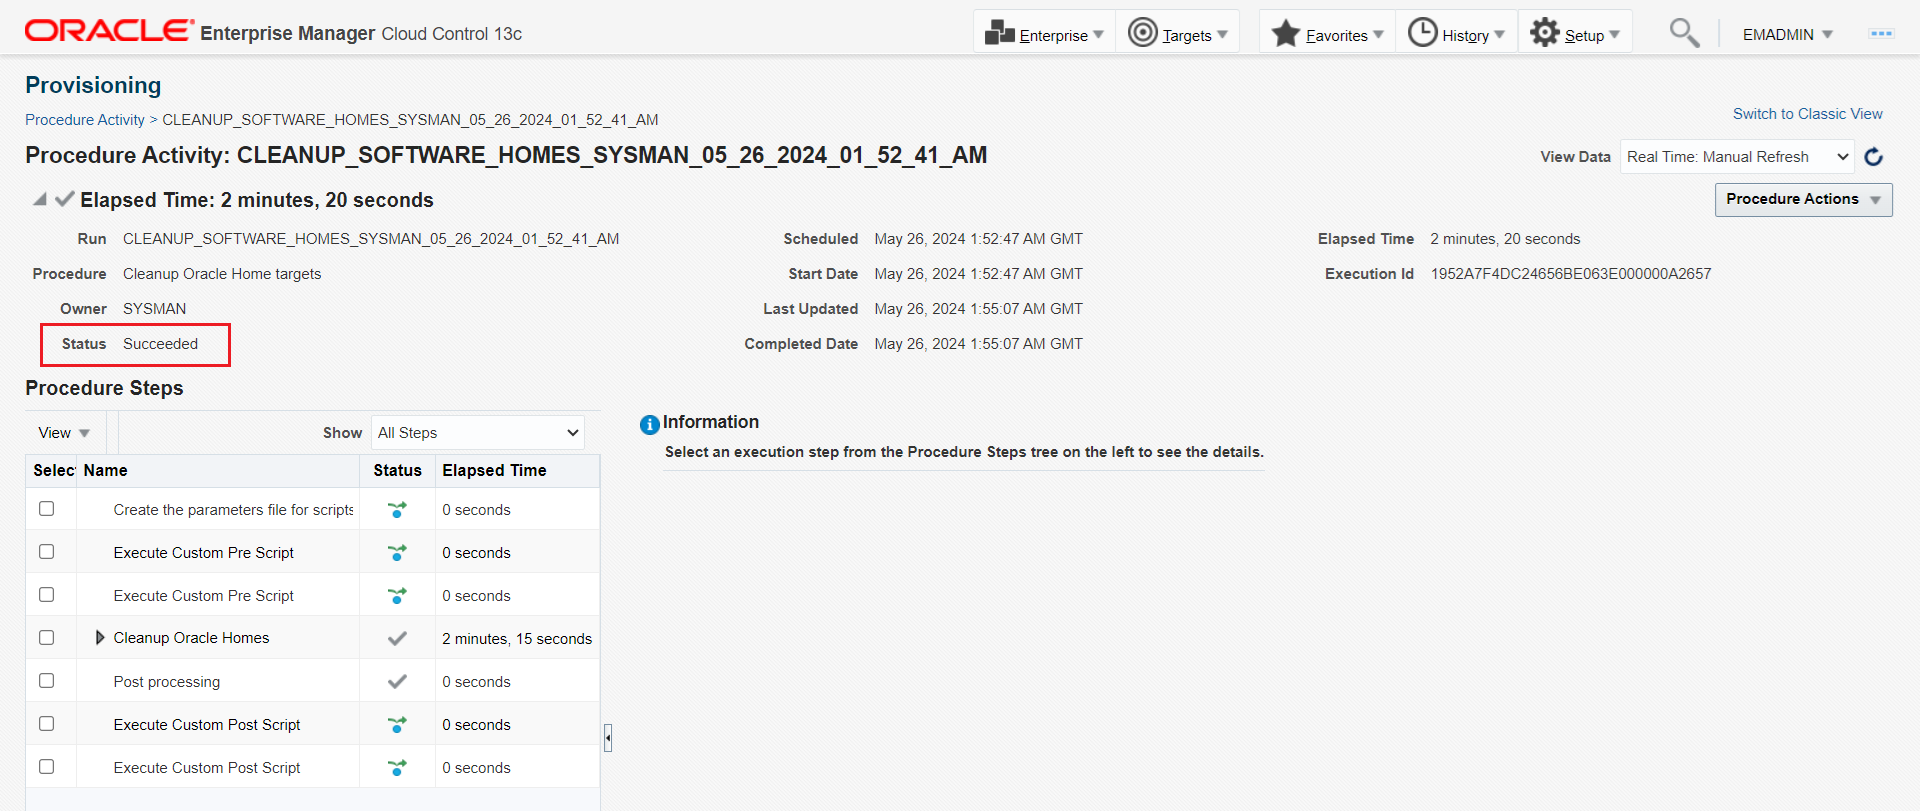 ORACLE Enterprise Manager Cloud Control 13c
Enterprise Targets Favorites History Setup EMADMIN
Provisioning
Procedure Activity > CLEANUP_SOFTWARE_HOMES_SYSMAN_05_26_2024_01_52_41_AM
Switch to Classic View
Procedure Activity: CLEANUP_SOFTWARE_HOMES_SYSMAN_05_26_2024_01_52_41_AM
View Data Real Time: Manual Refresh
Elapsed Time: 2 minutes, 20 seconds
Procedure Actions
Run CLEANUP_SOFTWARE_HOMES_SYSMAN_05_26_2024_01_52_41_AM
Procedure Cleanup Oracle Home targets
Owner SYSMAN
Status Succeeded
Scheduled May 26, 2024 1:52:47 AM GMT
Start Date May 26, 2024 1:52:47 AM GMT
Last Updated May 26, 2024 1:55:07 AM GMT
Completed Date May 26, 2024 1:55:07 AM GMT
Elapsed Time 2 minutes, 20 seconds
Execution Id 1952A7F4DC24656BE063E000000A2657
Procedure Steps
View Show All Steps
Selec Name Status Elapsed Time
Create the parameters file for scripts 0 seconds
Execute Custom Pre Script 0 seconds
Execute Custom Pre Script 0 seconds
Cleanup Oracle Homes 2 minutes, 15 seconds
Post processing 0 seconds
Execute Custom Post Script 0 seconds
Execute Custom Post Script 0 seconds
Information
Select an execution step from the Procedure Steps tree on the left to see the details.